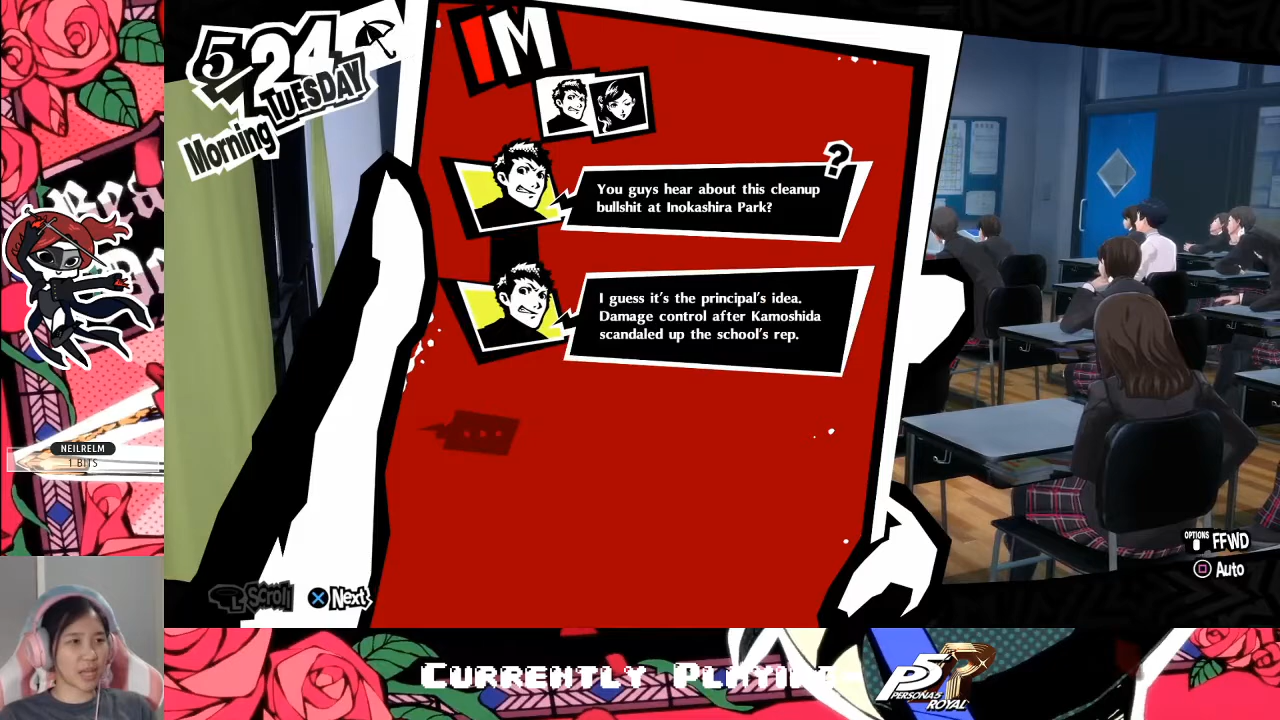 5/24
TUESDAY
Morning
IM
?
You guys hear about this cleanup
bullshit at Inokashira Park?
I guess it's the principal's idea.
Damage control after Kamoshida
scandaled up the school's rep.
NEILRELM
1 BITS
L Scroll
Next
OPTIONS
FFWD
Auto
CURRENTLY PLAYING
P5R
PERSONA5
ROYAL